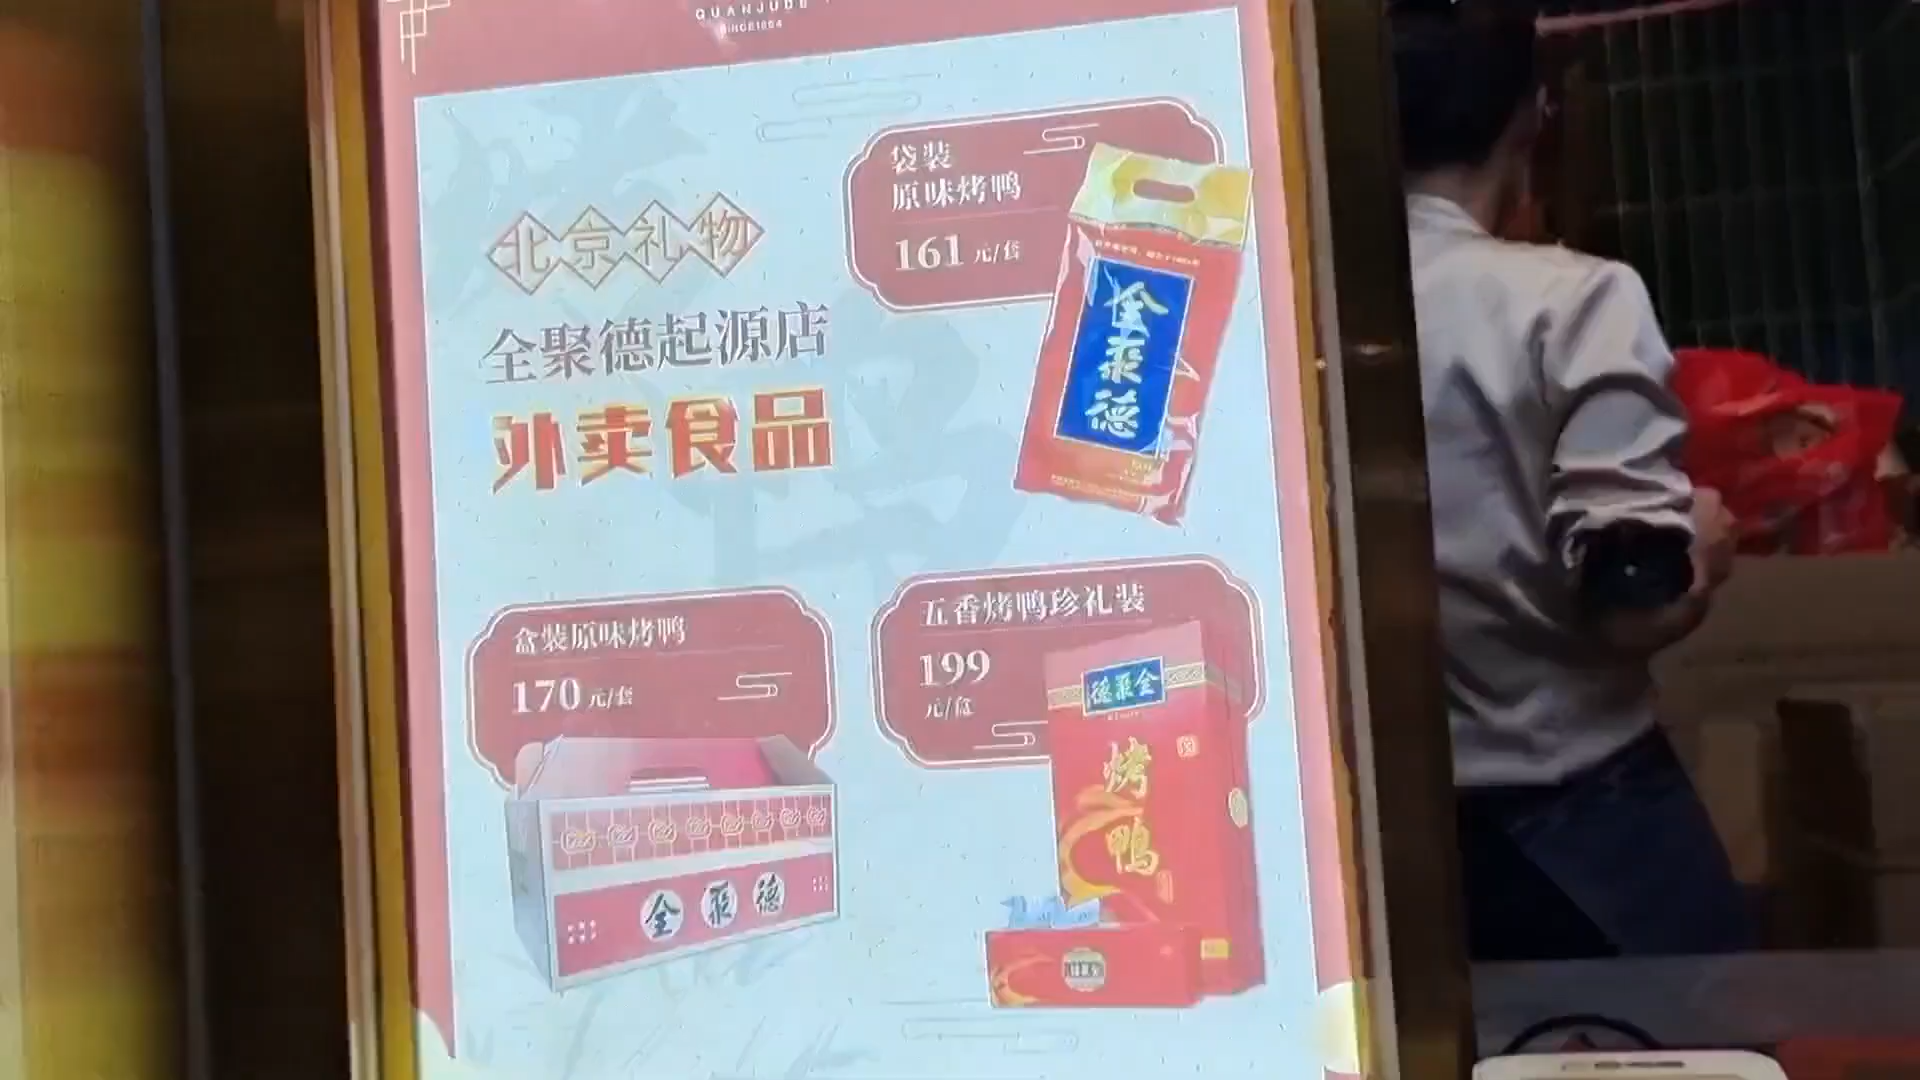 QUANJUDE
SINCE1864
北京礼物
全聚德起源店
外卖食品
袋装
原味烤鸭
161 元/套
全聚德
盒装原味烤鸭
170 元/套
全聚德
五香烤鸭珍礼装
199
元/盒
德聚全
烤鸭